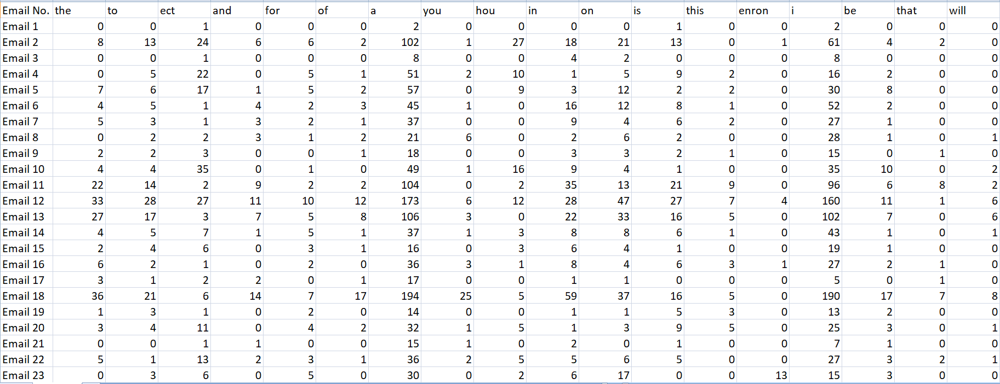 Email No. the to ect and for of a you hou in on is this enron i be that will
Email 1 0 0 1 0 0 0 2 0 0 0 0 1 0 0 2 0 0 0
Email 2 8 13 24 6 6 2 102 1 27 18 21 13 0 1 61 4 2 0
Email 3 0 0 1 0 0 0 8 0 0 4 2 0 0 0 8 0 0 0
Email 4 0 5 22 0 5 1 51 2 10 1 5 9 2 0 16 2 0 0
Email 5 7 6 17 1 5 2 57 0 9 3 12 2 2 0 30 8 0 0
Email 6 4 5 1 4 2 3 45 1 0 16 12 8 1 0 52 2 0 0
Email 7 5 3 1 3 2 1 37 0 0 9 4 6 2 0 27 1 0 0
Email 8 0 2 2 3 1 2 21 6 0 2 6 2 0 0 28 1 0 1
Email 9 2 2 3 0 0 1 18 0 0 3 3 2 1 0 15 0 1 0
Email 10 4 4 35 0 1 0 49 1 16 9 4 1 0 0 35 10 0 2
Email 11 22 14 2 9 2 2 104 0 2 35 13 21 9 0 96 6 8 2
Email 12 33 28 27 11 10 12 173 6 12 28 47 27 7 4 160 11 1 6
Email 13 27 17 3 7 5 8 106 3 0 22 33 16 5 0 102 7 0 6
Email 14 4 5 7 1 5 1 37 1 3 8 8 6 1 0 43 1 0 1
Email 15 2 4 6 0 3 1 16 0 3 6 4 1 0 0 19 1 0 0
Email 16 6 2 1 0 2 0 36 3 1 8 4 6 3 1 27 2 1 0
Email 17 3 1 2 2 0 1 17 0 0 1 1 0 0 0 5 0 1 0
Email 18 36 21 6 14 7 17 194 25 5 59 37 16 5 0 190 17 7 8
Email 19 1 3 1 0 2 0 14 0 0 1 1 5 3 0 13 2 0 0
Email 20 3 4 11 0 4 2 32 1 5 1 3 9 5 0 25 3 0 1
Email 21 0 0 1 1 0 0 15 1 0 2 0 1 0 0 7 1 0 0
Email 22 5 1 13 2 3 1 36 2 5 5 6 5 0 0 27 3 2 1
Email 23 0 3 6 0 5 0 30 0 2 6 17 0 0 13 15 3 0 0